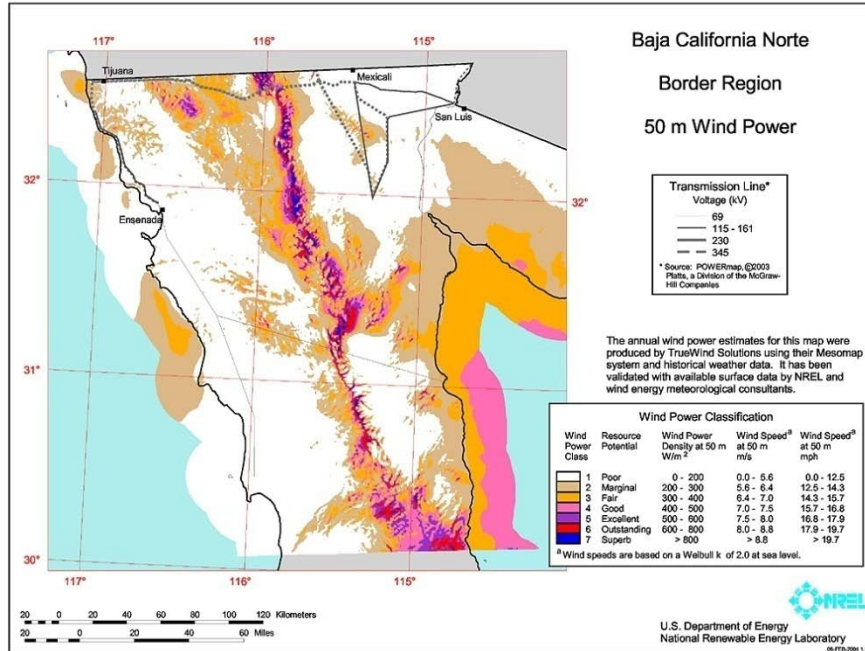 Baja California Norte
Border Region
50 m Wind Power
117°
116°
115°
Tijuana
Mexicali
San Luis
32°
32°
Ensenada
31°
31°
30°
30°
117°
116°
115°
Transmission Line*
Voltage (kV)
69
115 - 161
230
345
* Source: POWERmap, ©2003
Platts, a Division of the McGraw-
Hill Companies
The annual wind power estimates for this map were
produced by TrueWind Solutions using their Mesomap
system and historical weather data. It has been
validated with available surface data by NREL and
wind energy meteorological consultants.
Wind Power Classification
Wind Power Class Resource Potential Wind Power Density at 50 m W/m² Wind Speedᵃ at 50 m m/s Wind Speedᵃ at 50 m mph
1 Poor 0 - 200 0.0 - 5.6 0.0 - 12.5
2 Marginal 200 - 300 5.6 - 6.4 12.5 - 14.3
3 Fair 300 - 400 6.4 - 7.0 14.3 - 15.7
4 Good 400 - 500 7.0 - 7.5 15.7 - 16.8
5 Excellent 500 - 600 7.5 - 8.0 16.8 - 17.9
6 Outstanding 600 - 800 8.0 - 8.8 17.9 - 19.7
7 Superb > 800 > 8.8 > 19.7
ᵃ Wind speeds are based on a Weibull k of 2.0 at sea level.
20 0 20 40 60 80 100 120 Kilometers
20 0 20 40 60 Miles
NREL
U.S. Department of Energy
National Renewable Energy Laboratory